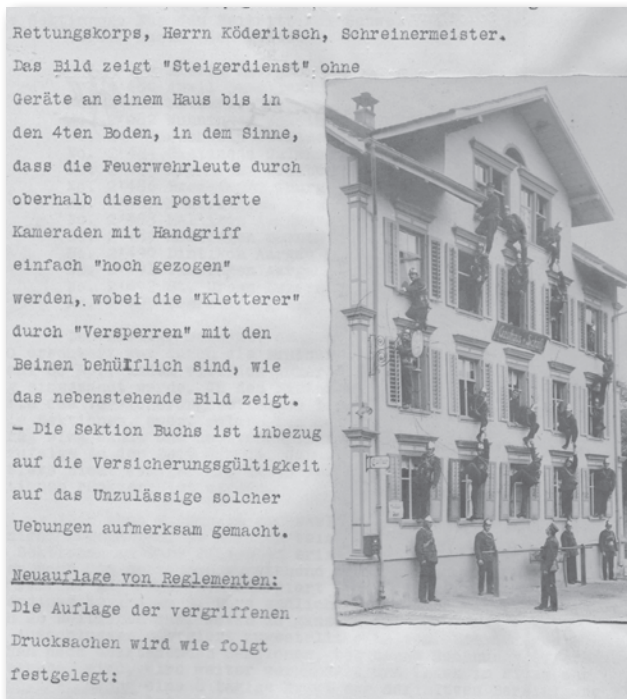 Rettungskorps, Herrn Köderitsch, Schreinermeister.
Das Bild zeigt "Steigerdienst" ohne
Geräte an einem Haus bis in
den 4ten Boden, in dem Sinne,
dass die Feuerwehrleute durch
oberhalb diesen postierte
Kameraden mit Handgriff
einfach "hoch gezogen"
werden, wobei die "Kletterer"
durch "Versperren" mit den
Beinen behülflich sind, wie
das nebenstehende Bild zeigt.
- Die Sektion Buchs ist inbezug
auf die Versicherungsgültigkeit
auf das Unzulässige solcher
Uebungen aufmerksam gemacht.
Neuauflage von Reglementen:
Die Auflage der vergriffenen
Drucksachen wird wie folgt
festgelegt: